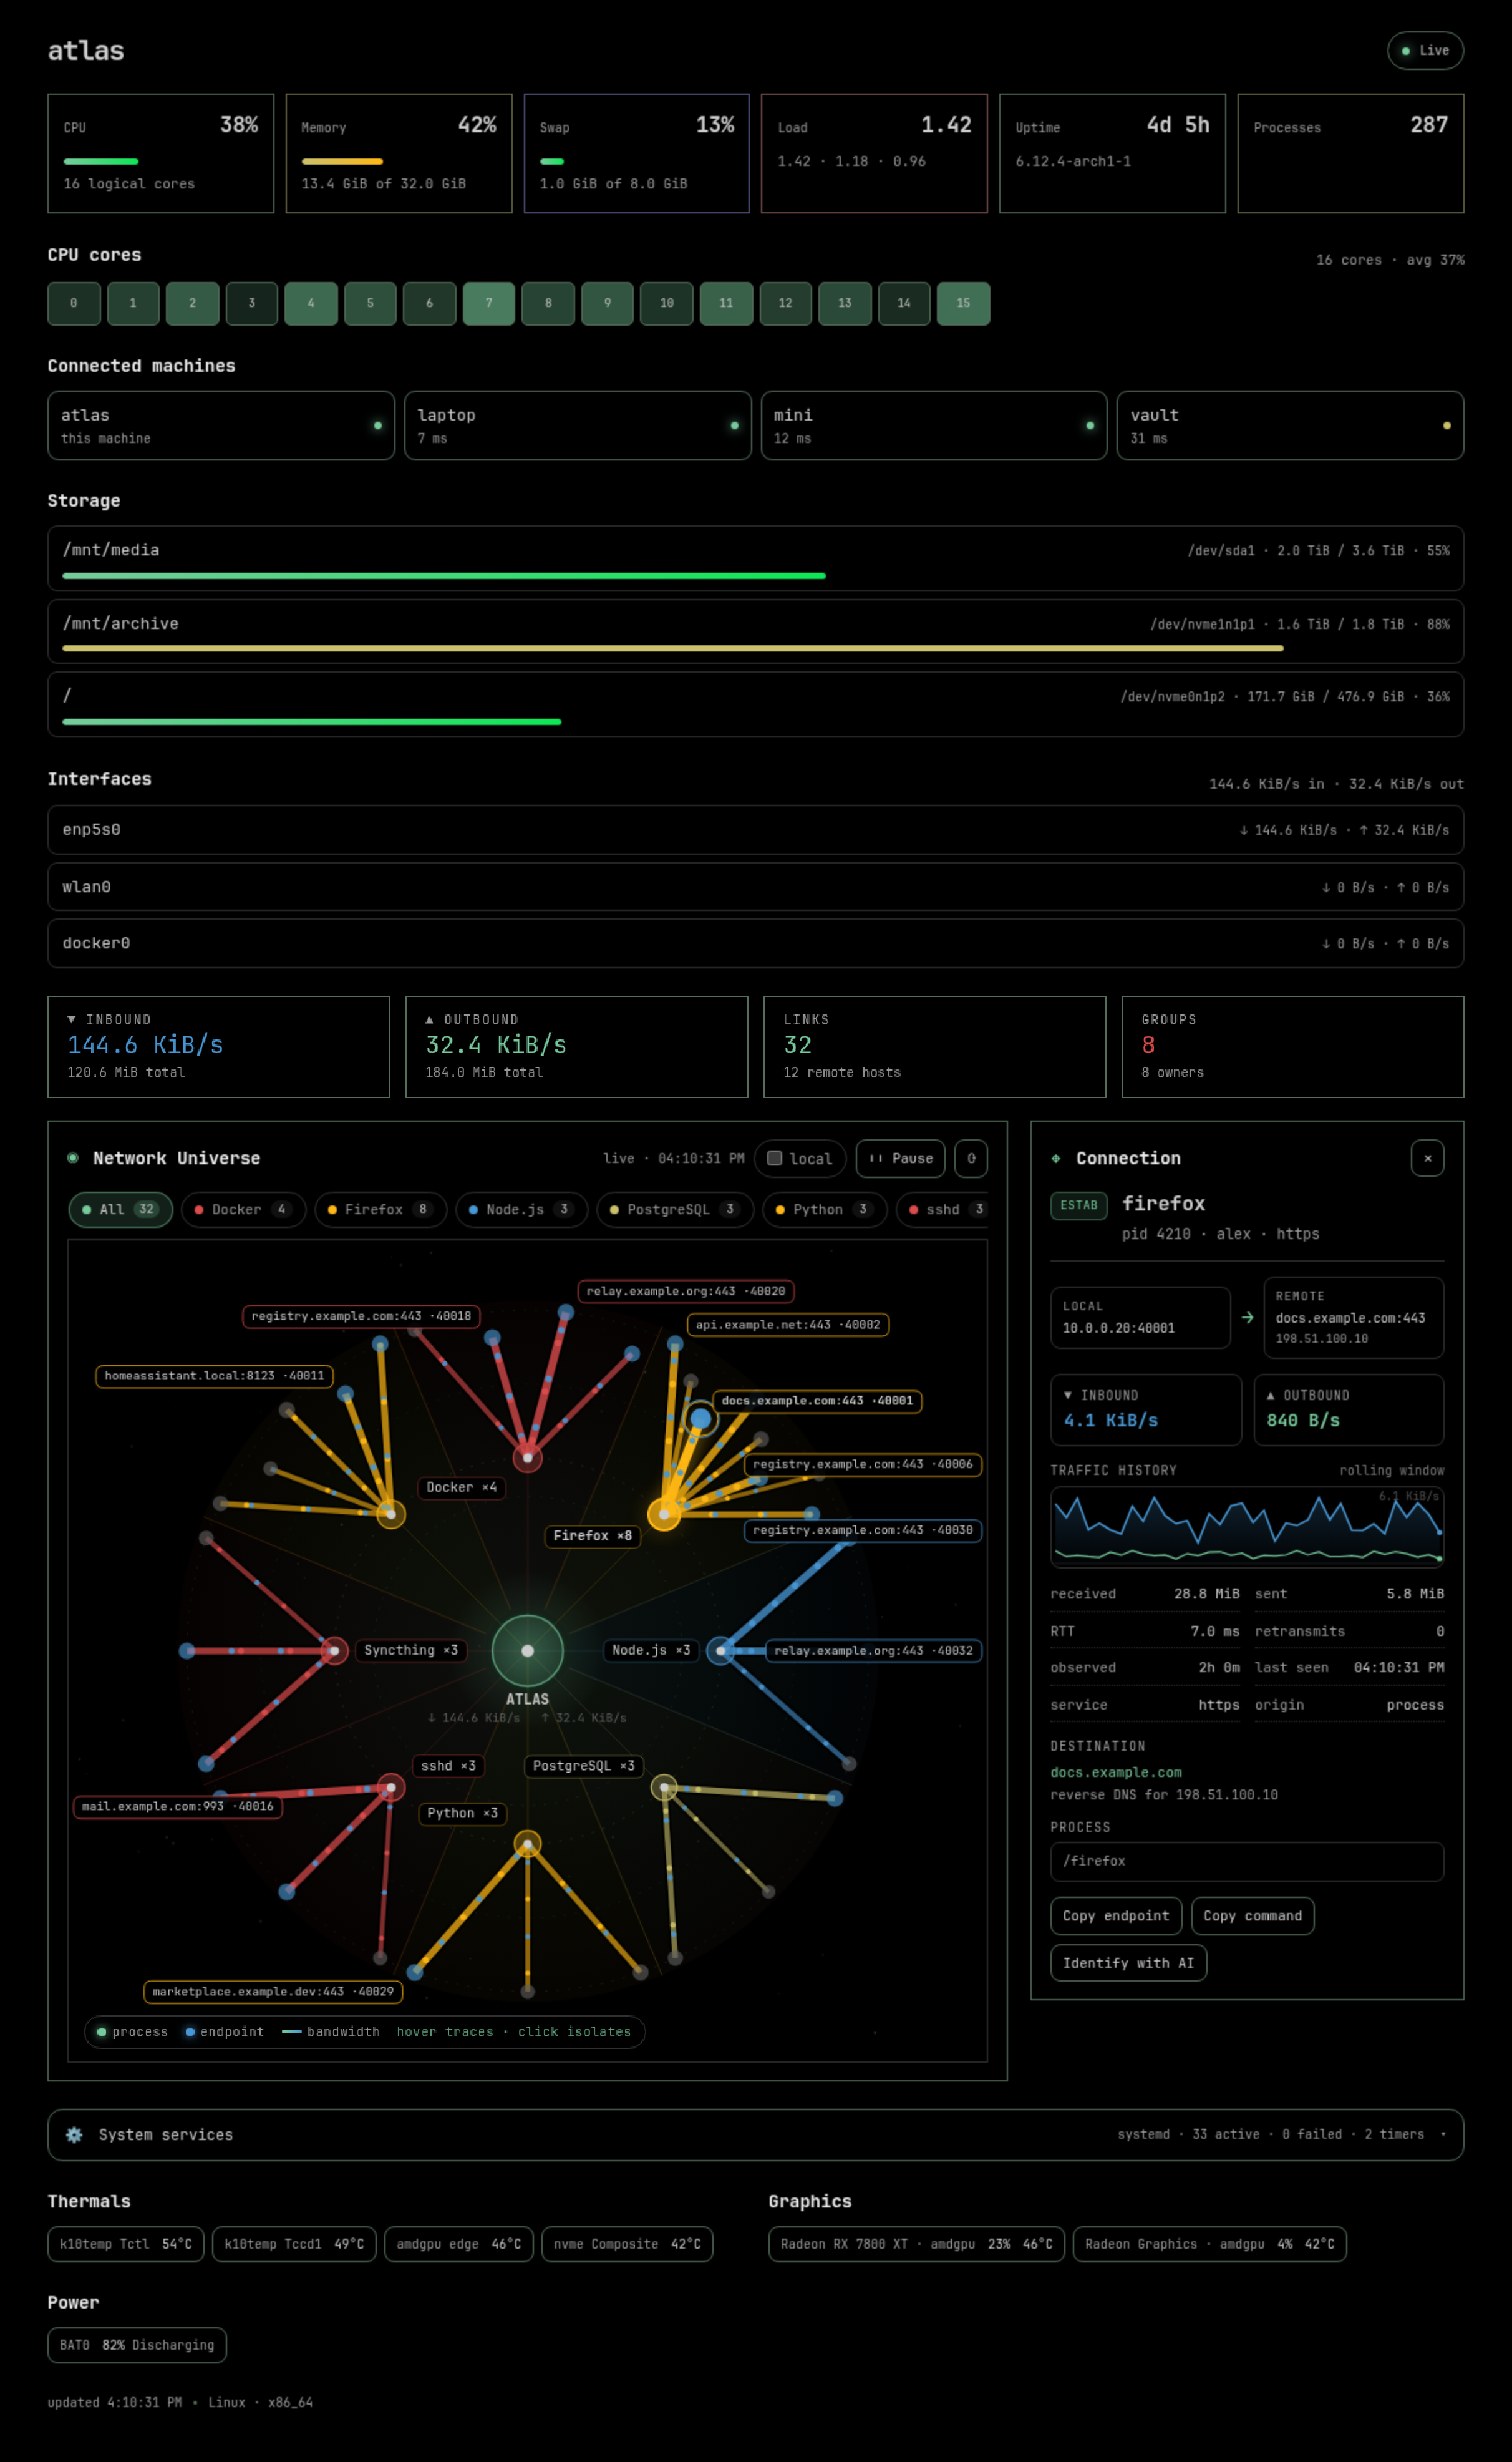 atlas
Live
CPU 38%
16 logical cores
Memory 42%
13.4 GiB of 32.0 GiB
Swap 13%
1.0 GiB of 8.0 GiB
Load 1.42
1.42 · 1.18 · 0.96
Uptime 4d 5h
6.12.4-arch1-1
Processes 287
CPU cores
16 cores · avg 37%
0 1 2 3 4 5 6 7 8 9 10 11 12 13 14 15
Connected machines
atlas
this machine
laptop
7 ms
mini
12 ms
vault
31 ms
Storage
/mnt/media
/dev/sda1 · 2.0 TiB / 3.6 TiB · 55%
/mnt/archive
/dev/nvme1n1p1 · 1.6 TiB / 1.8 TiB · 88%
/
/dev/nvme0n1p2 · 171.7 GiB / 476.9 GiB · 36%
Interfaces
144.6 KiB/s in · 32.4 KiB/s out
enp5s0
↓ 144.6 KiB/s · ↑ 32.4 KiB/s
wlan0
↓ 0 B/s · ↑ 0 B/s
docker0
↓ 0 B/s · ↑ 0 B/s
▼ INBOUND
144.6 KiB/s
120.6 MiB total
▲ OUTBOUND
32.4 KiB/s
184.0 MiB total
LINKS
32
12 remote hosts
GROUPS
8
8 owners
Network Universe
live · 04:10:31 PM
local
Pause
All 32
Docker 4
Firefox 8
Node.js 3
PostgreSQL 3
Python 3
sshd 3
relay.example.org:443 ·40020
registry.example.com:443 ·40018
api.example.net:443 ·40002
homeassistant.local:8123 ·40011
docs.example.com:443 ·40001
registry.example.com:443 ·40006
Docker ×4
Firefox ×8
registry.example.com:443 ·40030
Syncthing ×3
Node.js ×3
relay.example.org:443 ·40032
ATLAS
↓ 144.6 KiB/s ↑ 32.4 KiB/s
sshd ×3
PostgreSQL ×3
mail.example.com:993 ·40016
Python ×3
marketplace.example.dev:443 ·40029
process
endpoint
bandwidth
hover traces · click isolates
Connection
×
ESTAB
firefox
pid 4210 · alex · https
LOCAL
10.0.0.20:40001
→
REMOTE
docs.example.com:443
198.51.100.10
▼ INBOUND
4.1 KiB/s
▲ OUTBOUND
840 B/s
TRAFFIC HISTORY
rolling window
6.1 KiB/s
received 28.8 MiB
sent 5.8 MiB
RTT 7.0 ms
retransmits 0
observed 2h 0m
last seen 04:10:31 PM
service https
origin process
DESTINATION
docs.example.com
reverse DNS for 198.51.100.10
PROCESS
/firefox
Copy endpoint
Copy command
Identify with AI
System services
systemd · 33 active · 0 failed · 2 timers
Thermals
k10temp Tctl 54°C
k10temp Tccd1 49°C
amdgpu edge 46°C
nvme Composite 42°C
Graphics
Radeon RX 7800 XT · amdgpu 23% 46°C
Radeon Graphics · amdgpu 4% 42°C
Power
BAT0 82% Discharging
updated 4:10:31 PM • Linux · x86_64